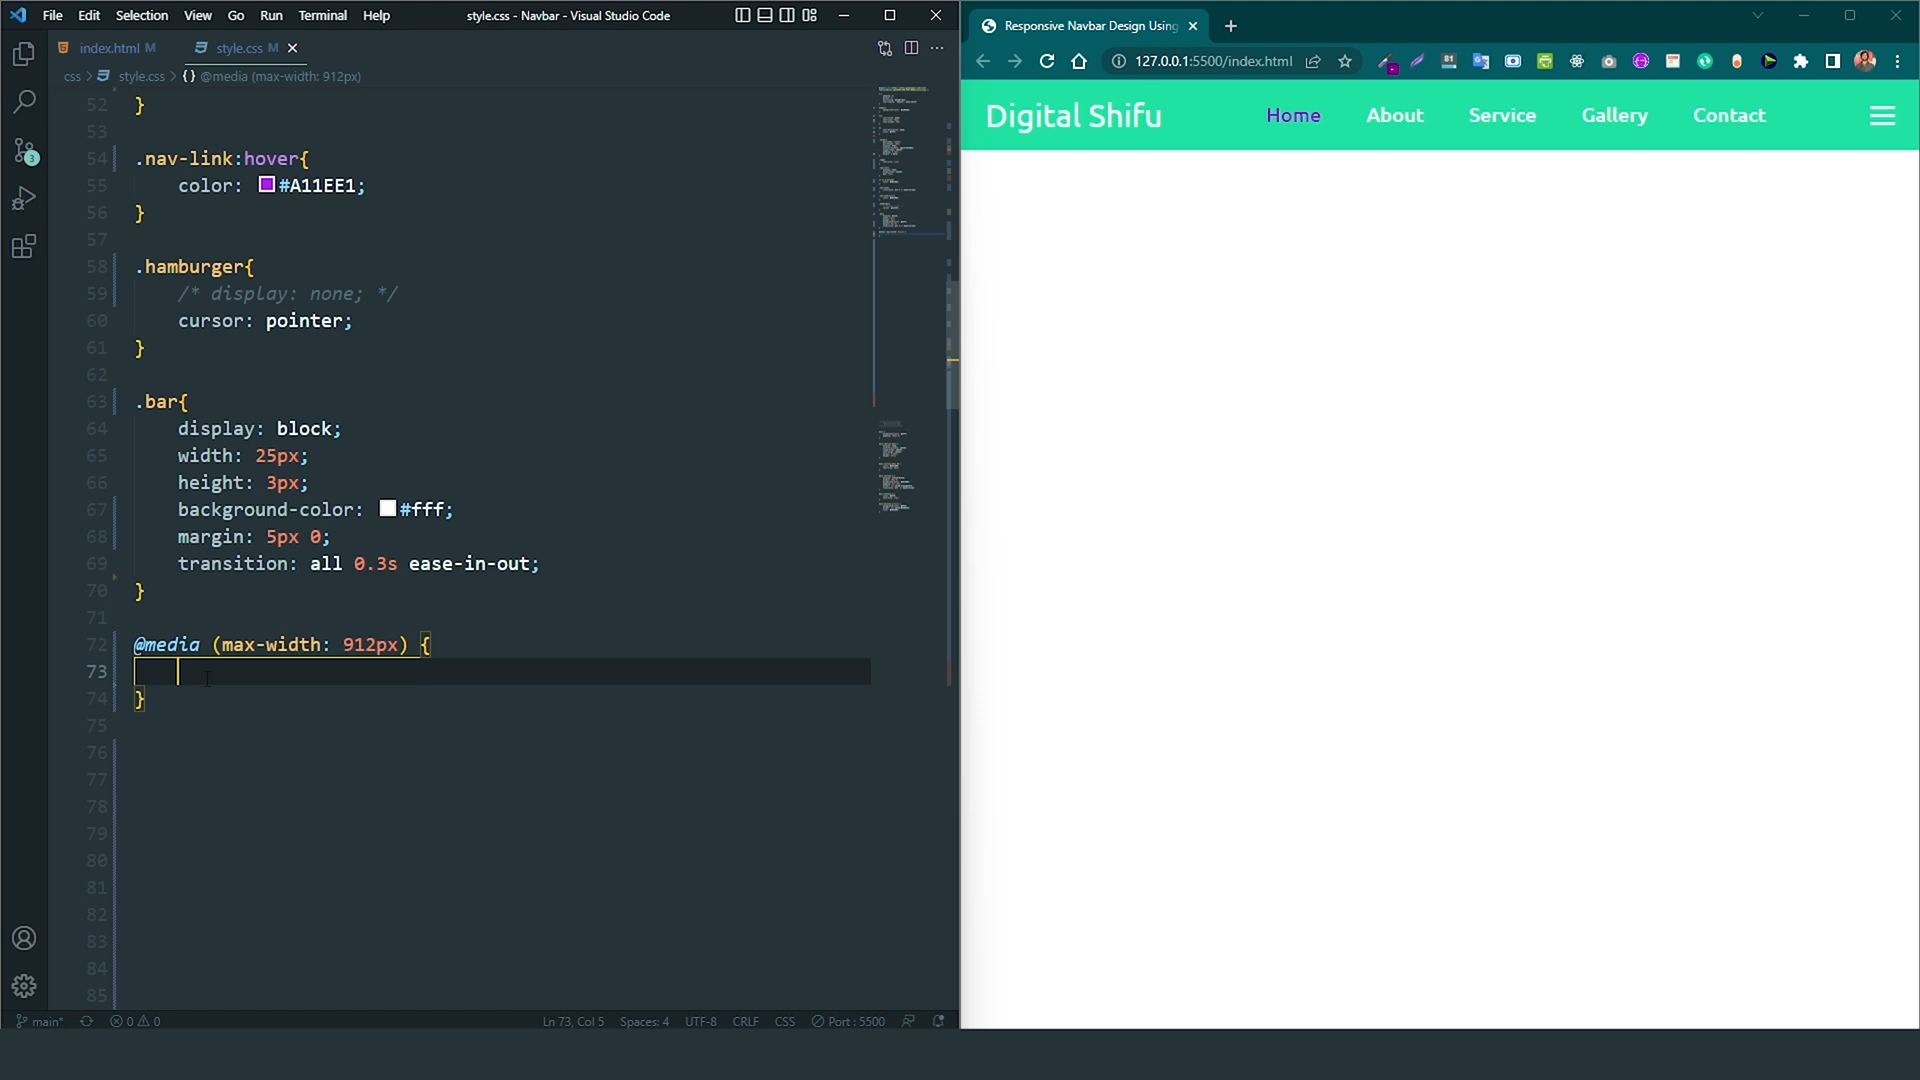 File Edit Selection View Go Run Terminal Help
style.css - Navbar - Visual Studio Code
index.html M
style.css M
css > style.css > {} @media (max-width: 912px)
52 }
53
54 .nav-link:hover{
55 color: #A11EE1;
56 }
57
58 .hamburger{
59 /* display: none; */
60 cursor: pointer;
61 }
62
63 .bar{
64 display: block;
65 width: 25px;
66 height: 3px;
67 background-color: #fff;
68 margin: 5px 0;
69 transition: all 0.3s ease-in-out;
70 }
71
72 @media (max-width: 912px) {
73
74 }
75
76
77
78
79
80
81
82
83
84
85
3
main* 0 0
Ln 73, Col 5 Spaces: 4 UTF-8 CRLF CSS Port : 5500
Responsive Navbar Design Using
127.0.0.1:5500/index.html
81
Digital Shifu Home About Service Gallery Contact